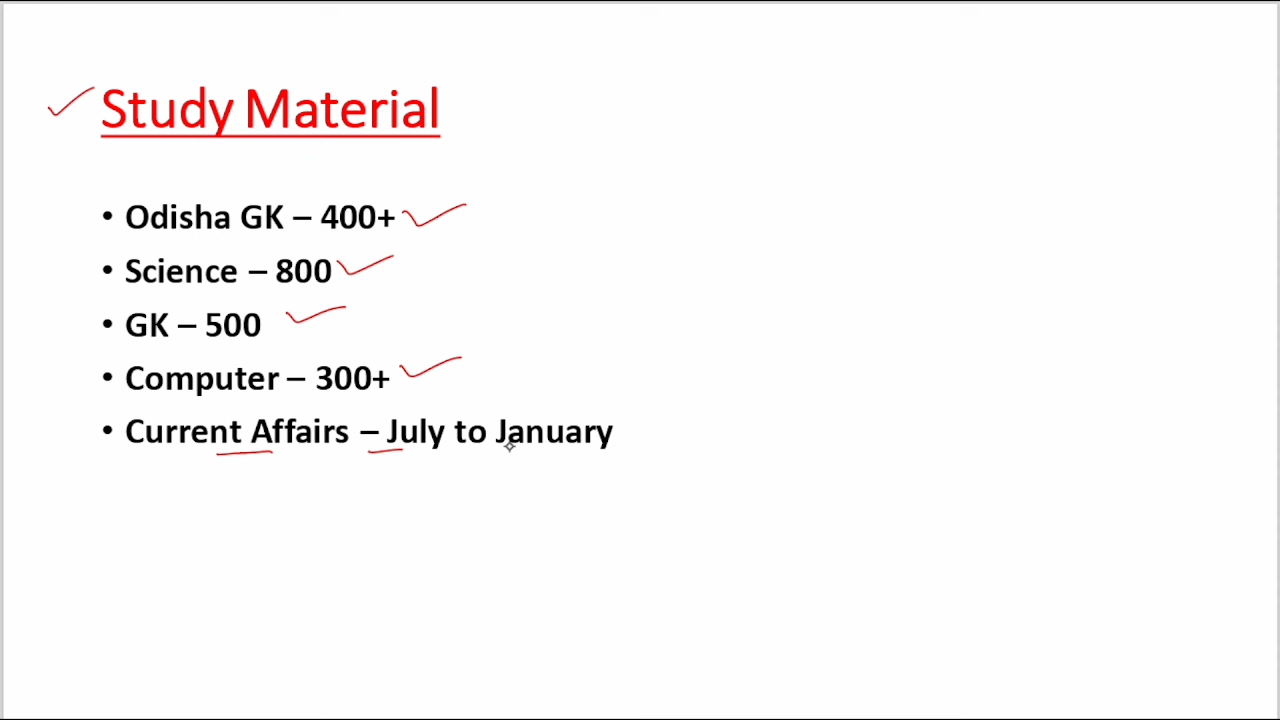 Study Material
• Odisha GK – 400+
• Science – 800
• GK – 500
• Computer – 300+
• Current Affairs – July to January